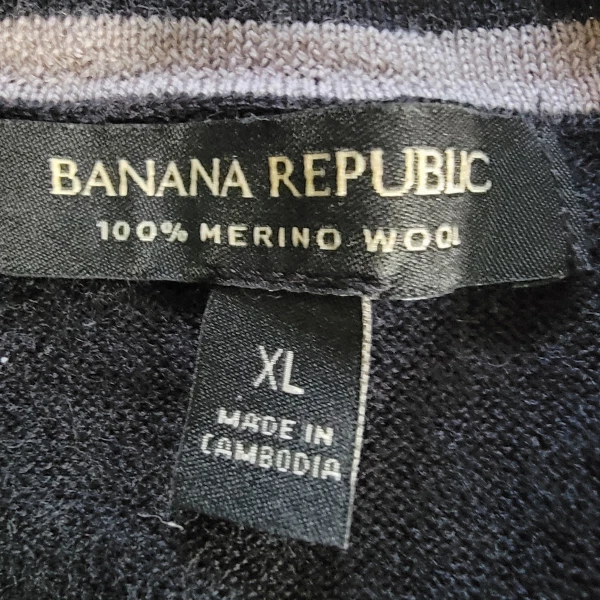 BANANA REPUBLIC
100% MERINO WOOL
XL
MADE IN
CAMBODIA